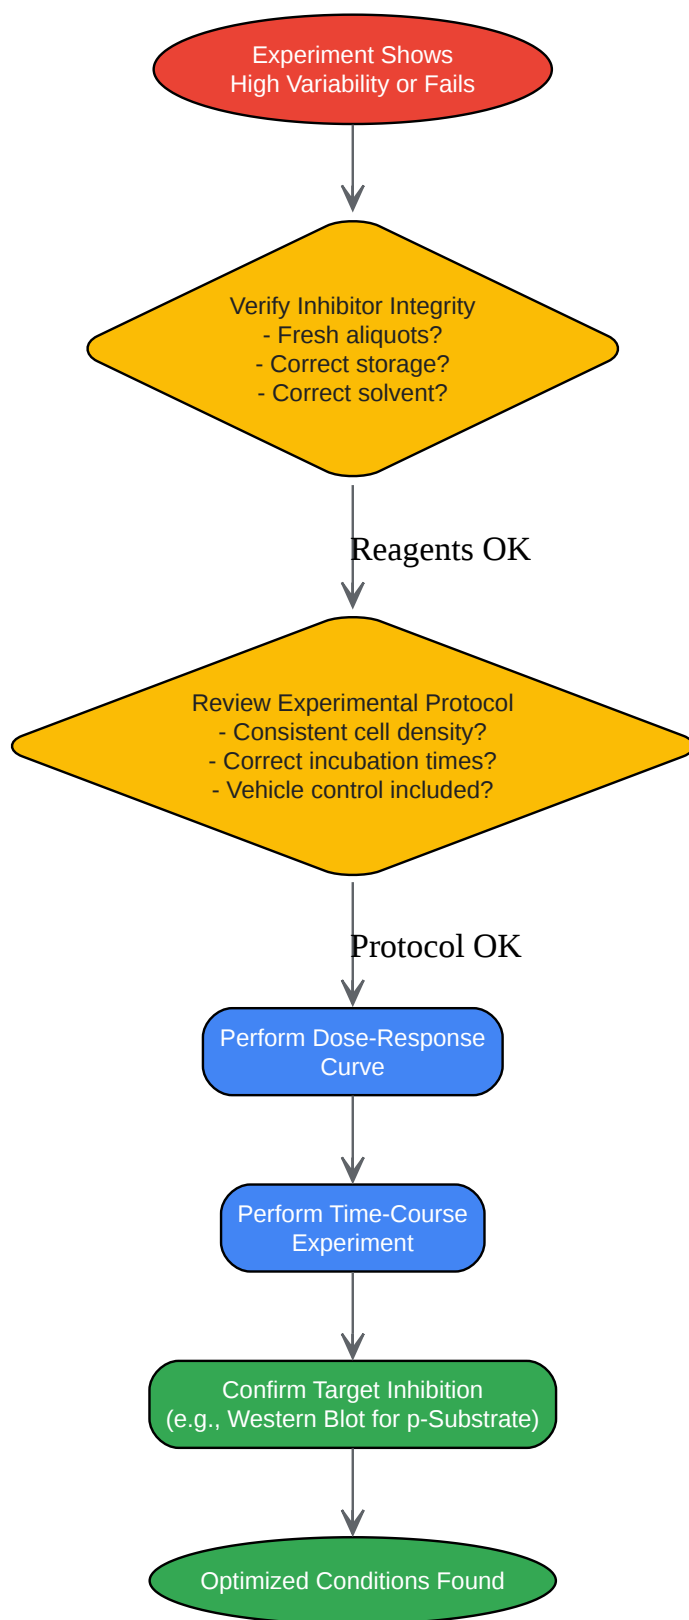 Experiment Shows
High Variability or Fails
Verify Inhibitor Integrity
- Fresh aliquots?
- Correct storage?
- Correct solvent?
Reagents OK
Review Experimental Protocol
- Consistent cell density?
- Correct incubation times?
- Vehicle control included?
Protocol OK
Perform Dose-Response
Curve
Perform Time-Course
Experiment
Confirm Target Inhibition
(e.g., Western Blot for p-Substrate)
Optimized Conditions Found